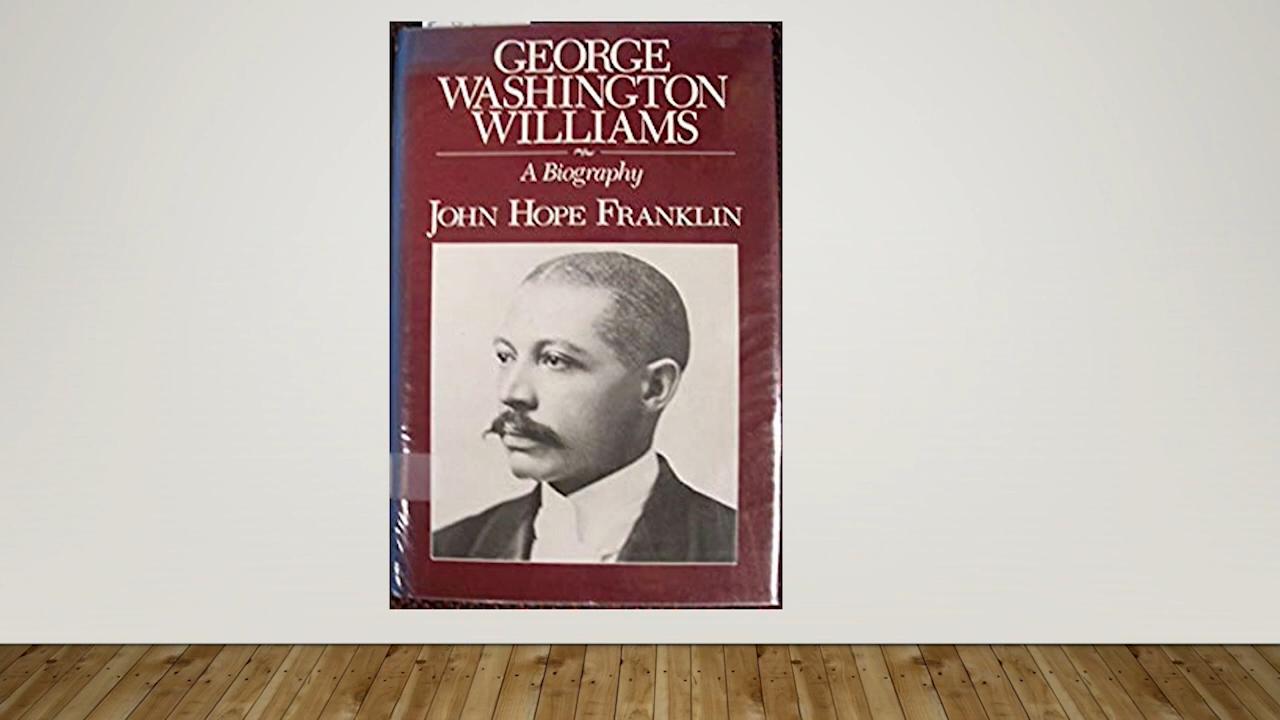 GEORGE
WASHINGTON
WILLIAMS
A Biography
JOHN HOPE FRANKLIN